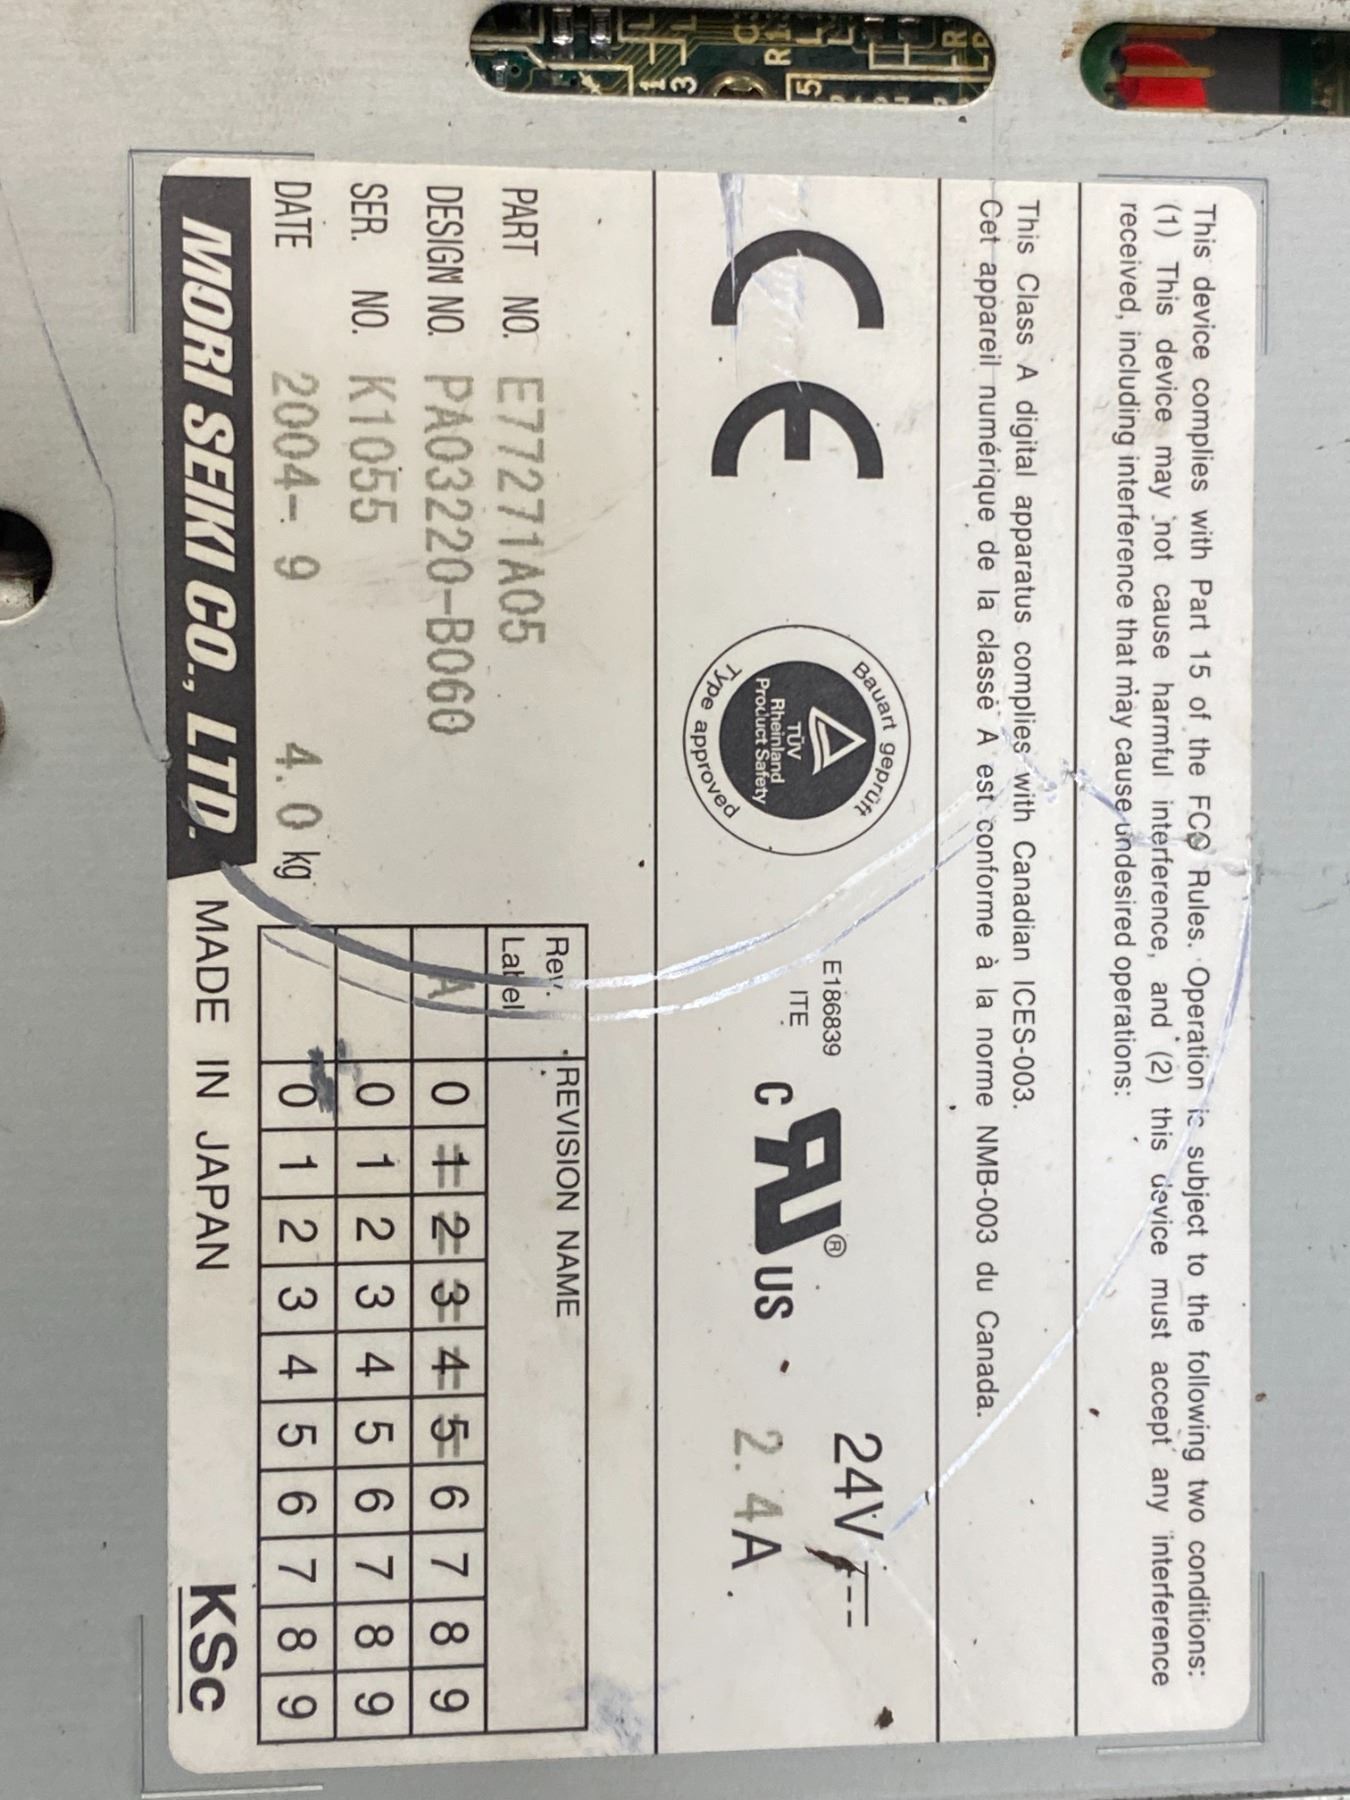 This device complies with Part 15 of the FCC Rules. Operation is subject to the following two conditions:
(1) This device may not cause harmful interference, and (2) this device must accept any interference
received, including interference that may cause undesired operations:
This Class A digital apparatus complies with Canadian ICES-003.
Cet appareil numérique de la classe A est conforme à la norme NMB-003 du Canada.
CE
Bauart geprüft
TÜV
Rheinland
Product Safety
Type approved
E186839
ITE
c RU ® US
24V
2.4A
PART NO. E77271A05
DESIGN NO. PA03220-B060
SER. NO. K1055
DATE 2004- 9 4.0 kg
Rev. Label REVISION NAME
A 0 1 2 3 4 5 6 7 8 9
0 1 2 3 4 5 6 7 8 9
0 1 2 3 4 5 6 7 8 9
MORI SEIKI CO., LTD. MADE IN JAPAN KSc